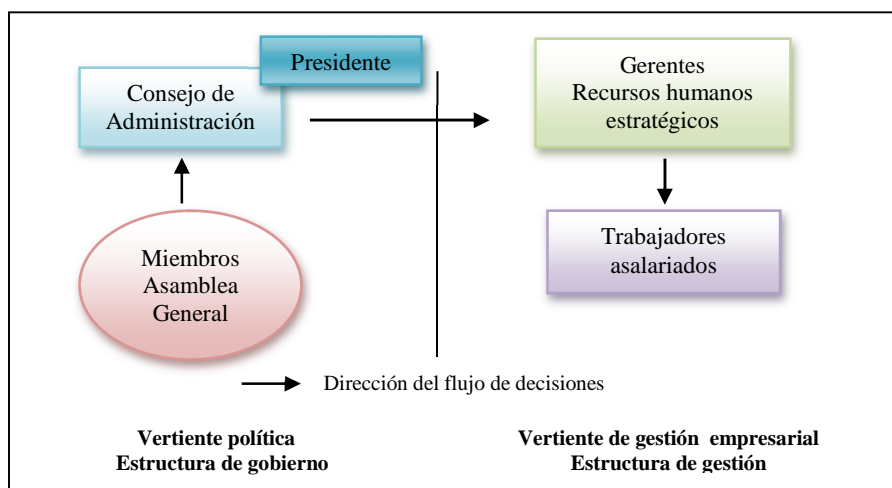 Presidente
Consejo de
Administración
Gerentes
Recursos humanos
estratégicos
Miembros
Asamblea
General
Trabajadores
asalariados
Dirección del flujo de decisiones
Vertiente política
Estructura de gobierno
Vertiente de gestión empresarial
Estructura de gestión